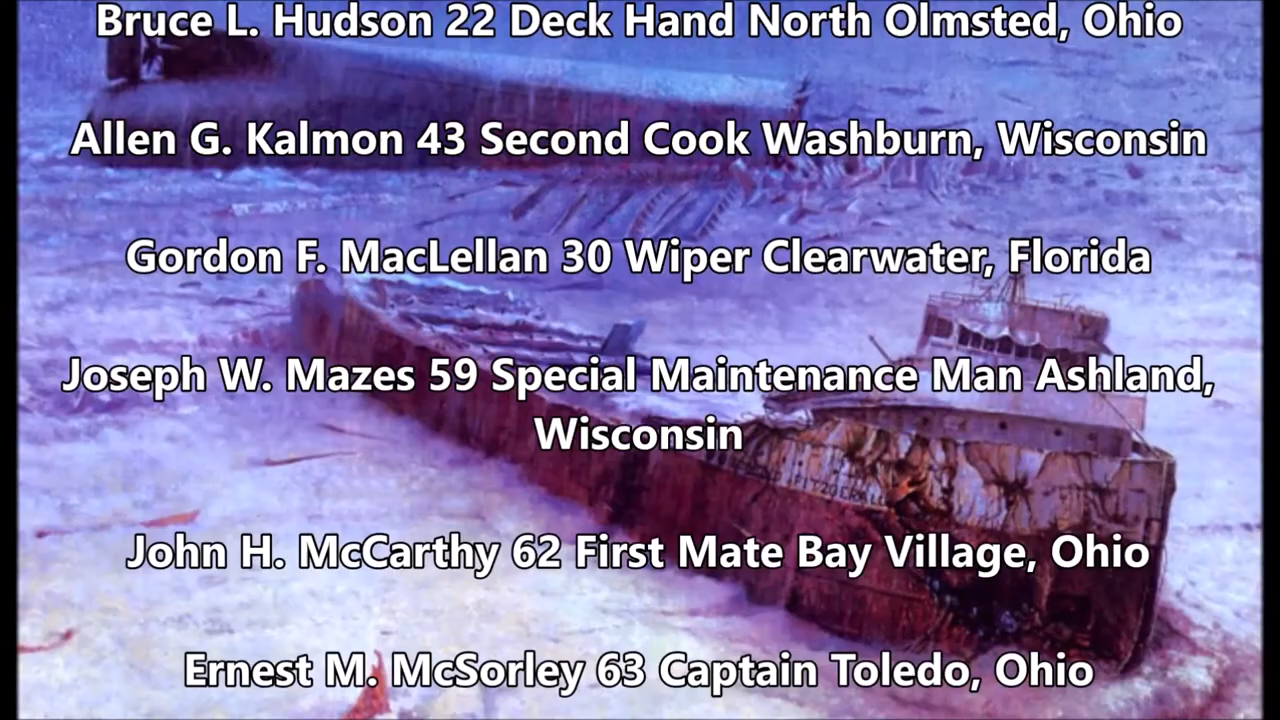 Bruce L. Hudson 22 Deck Hand North Olmsted, Ohio
Allen G. Kalmon 43 Second Cook Washburn, Wisconsin
Gordon F. MacLellan 30 Wiper Clearwater, Florida
Joseph W. Mazes 59 Special Maintenance Man Ashland,
Wisconsin
FITZGERALD
John H. McCarthy 62 First Mate Bay Village, Ohio
Ernest M. McSorley 63 Captain Toledo, Ohio